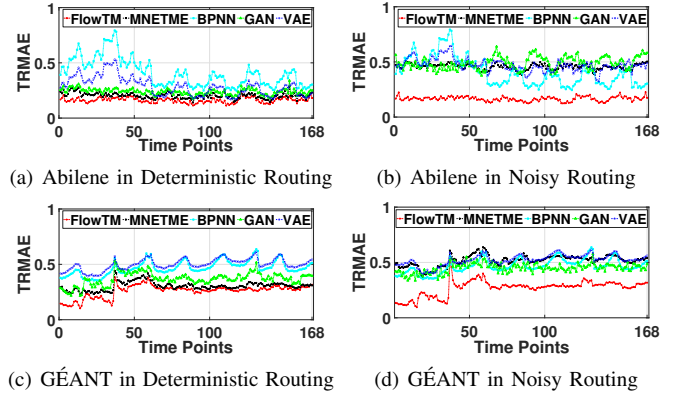 FlowTM MNETME BPNN GAN VAE
TRMAE
1
0.5
0
0 50 100 168
Time Points
(a) Abilene in Deterministic Routing
FlowTM MNETME BPNN GAN VAE
TRMAE
1
0.5
0
0 50 100 168
Time Points
(b) Abilene in Noisy Routing
FlowTM MNETME BPNN GAN VAE
TRMAE
1
0.5
0
0 50 100 168
Time Points
(c) GÉANT in Deterministic Routing
FlowTM MNETME BPNN GAN VAE
TRMAE
1
0.5
0
0 50 100 168
Time Points
(d) GÉANT in Noisy Routing